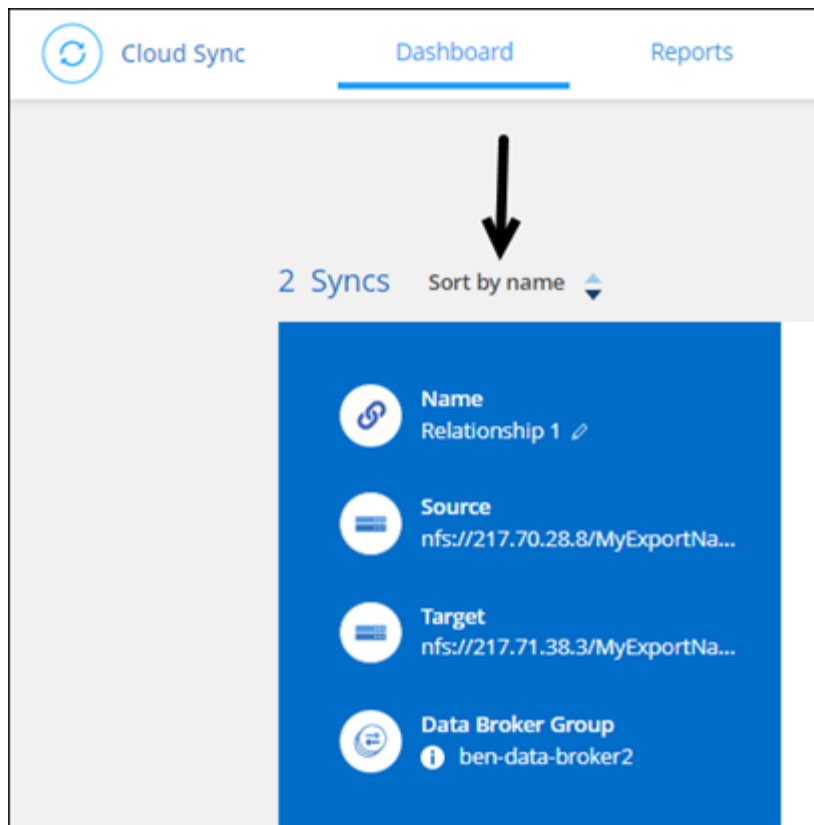 Cloud Sync Dashboard Reports
2 Syncs Sort by name
Name
Relationship 1
Source
nfs://217.70.28.8/MyExportNa...
Target
nfs://217.71.38.3/MyExportNa...
Data Broker Group
ben-data-broker2